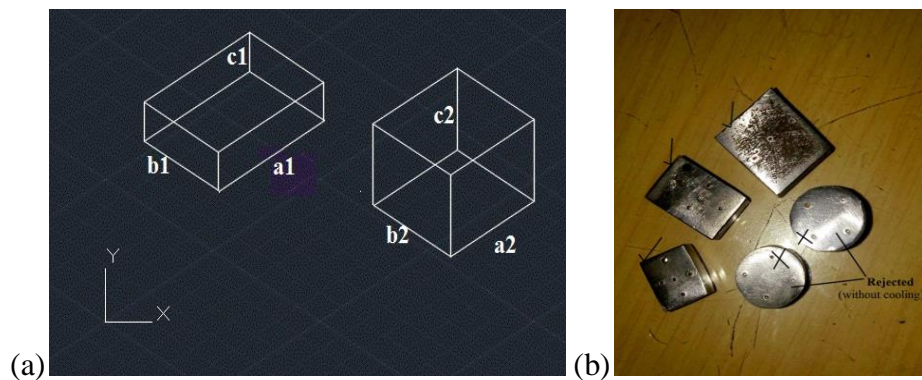 c1
b1
a1
c2
b2
a2
Y
X
(a)
(b)
Rejected
(without cooling